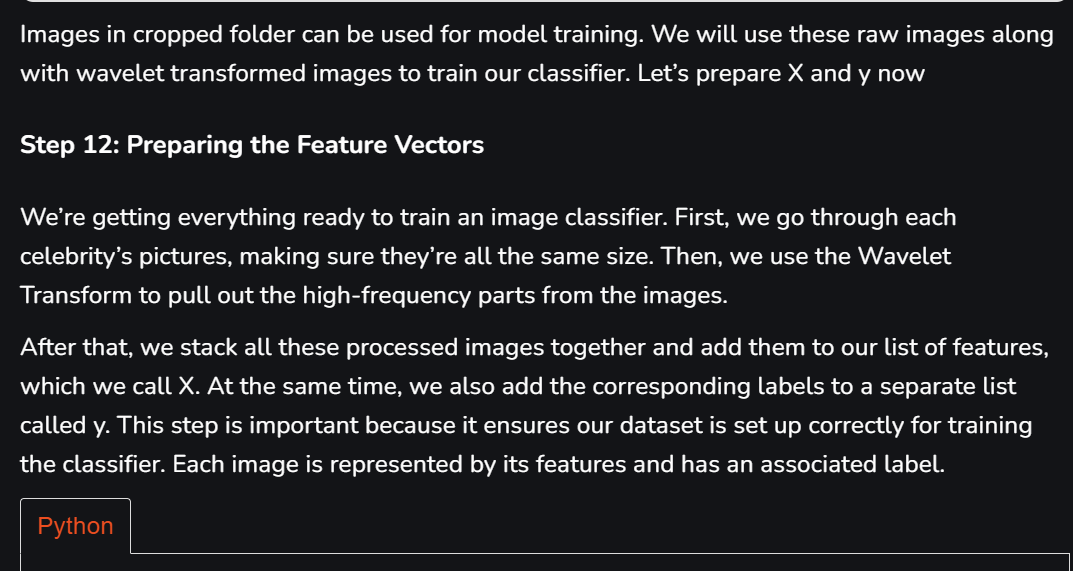 Images in cropped folder can be used for model training. We will use these raw images along
with wavelet transformed images to train our classifier. Let’s prepare X and y now
Step 12: Preparing the Feature Vectors
We’re getting everything ready to train an image classifier. First, we go through each
celebrity’s pictures, making sure they’re all the same size. Then, we use the Wavelet
Transform to pull out the high-frequency parts from the images.
After that, we stack all these processed images together and add them to our list of features,
which we call X. At the same time, we also add the corresponding labels to a separate list
called y. This step is important because it ensures our dataset is set up correctly for training
the classifier. Each image is represented by its features and has an associated label.
Python